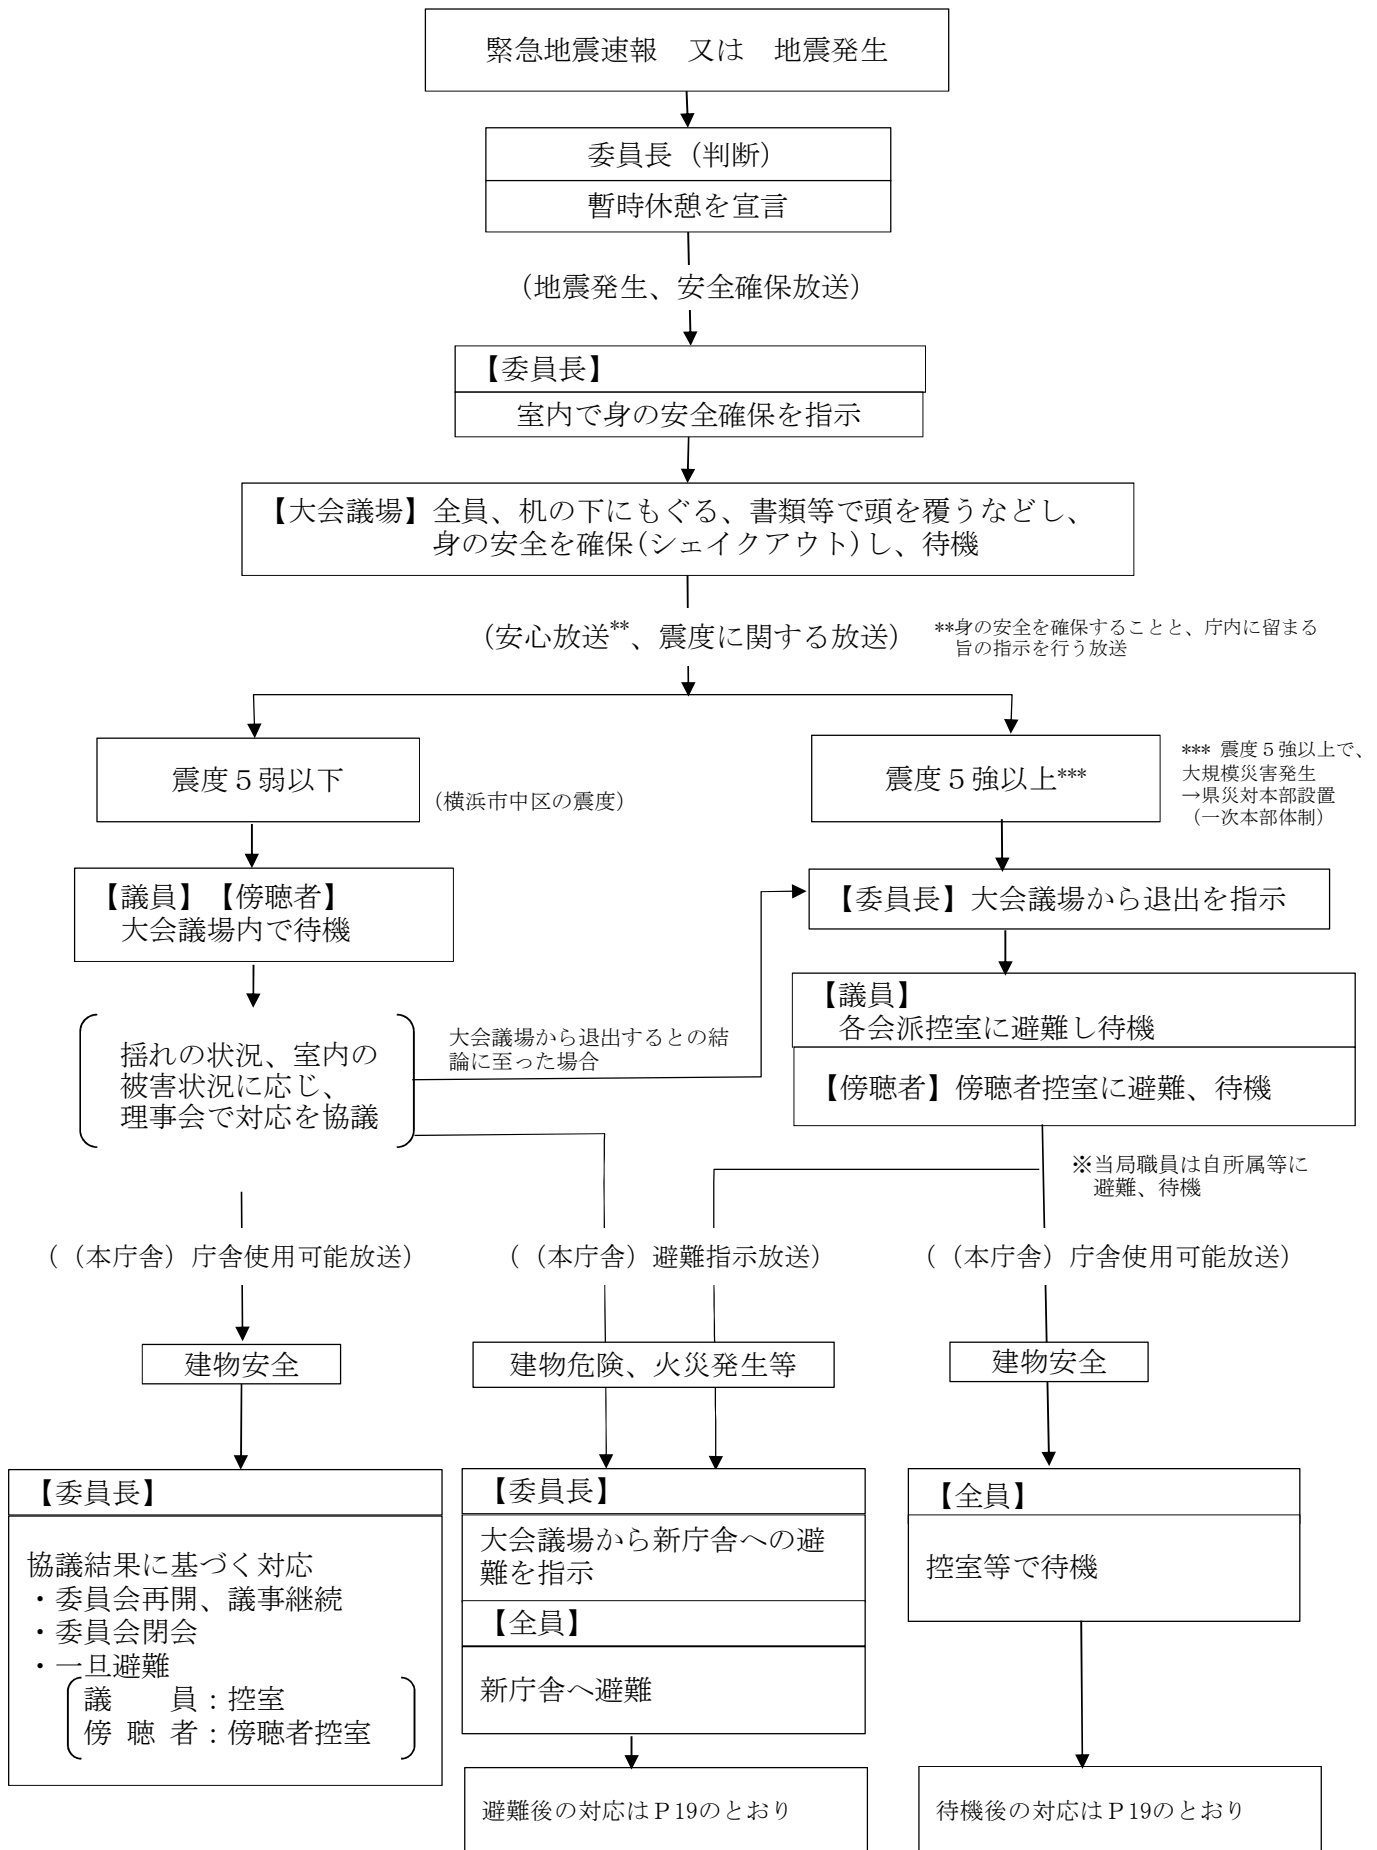 緊急地震速報　又は　地震発生
委員長（判断）
暫時休憩を宣言
（地震発生、安全確保放送）
【委員長】
室内で身の安全確保を指示
【大会議場】全員、机の下にもぐる、書類等で頭を覆うなどし、
身の安全を確保(シェイクアウト)し、待機
（安心放送**、震度に関する放送）
**身の安全を確保することと、庁内に留まる
旨の指示を行う放送
震度５弱以下
（横浜市中区の震度）
震度５強以上***
*** 震度５強以上で、
大規模災害発生
→県災対本部設置
（一次本部体制）
【議員】【傍聴者】
大会議場内で待機
【委員長】大会議場から退出を指示
揺れの状況、室内の
被害状況に応じ、
理事会で対応を協議
大会議場から退出するとの結
論に至った場合
【議員】
各会派控室に避難し待機
【傍聴者】傍聴者控室に避難、待機
※当局職員は自所属等に
避難、待機
（（本庁舎）庁舎使用可能放送）
（（本庁舎）避難指示放送）
（（本庁舎）庁舎使用可能放送）
建物安全
建物危険、火災発生等
建物安全
【委員長】
協議結果に基づく対応
・委員会再開、議事継続
・委員会閉会
・一旦避難
議　　員：控室
傍 聴 者：傍聴者控室
【委員長】
大会議場から新庁舎への避
難を指示
【全員】
新庁舎へ避難
避難後の対応はＰ19のとおり
【全員】
控室等で待機
待機後の対応はＰ19のとおり